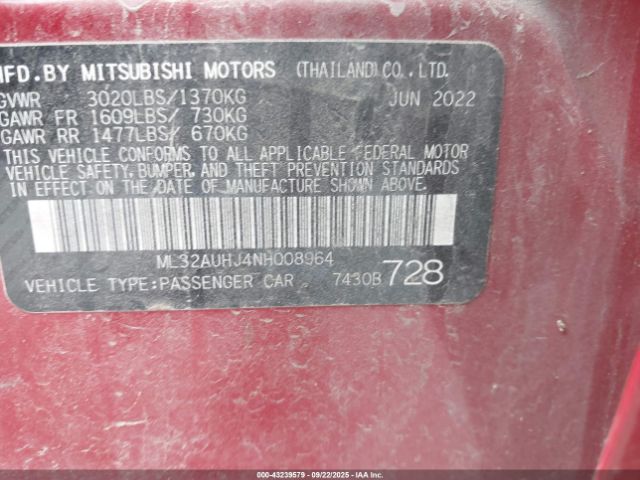 MFD.BY MITSUBISHI MOTORS (THAILAND)CO.,LTD.
GVWR 3020LBS/1370KG JUN 2022
GAWR FR 1609LBS/ 730KG
GAWR RR 1477LBS/ 670KG
THIS VEHICLE CONFORMS TO ALL APPLICABLE FEDERAL MOTOR
VEHICLE SAFETY, BUMPER, AND THEFT PREVENTION STANDARDS
IN EFFECT ON THE DATE OF MANUFACTURE SHOWN ABOVE.
ML32AUHJ4NH008964
VEHICLE TYPE:PASSENGER CAR 7430B 728
000-43239579 - 09/22/2025 - IAAI.COM